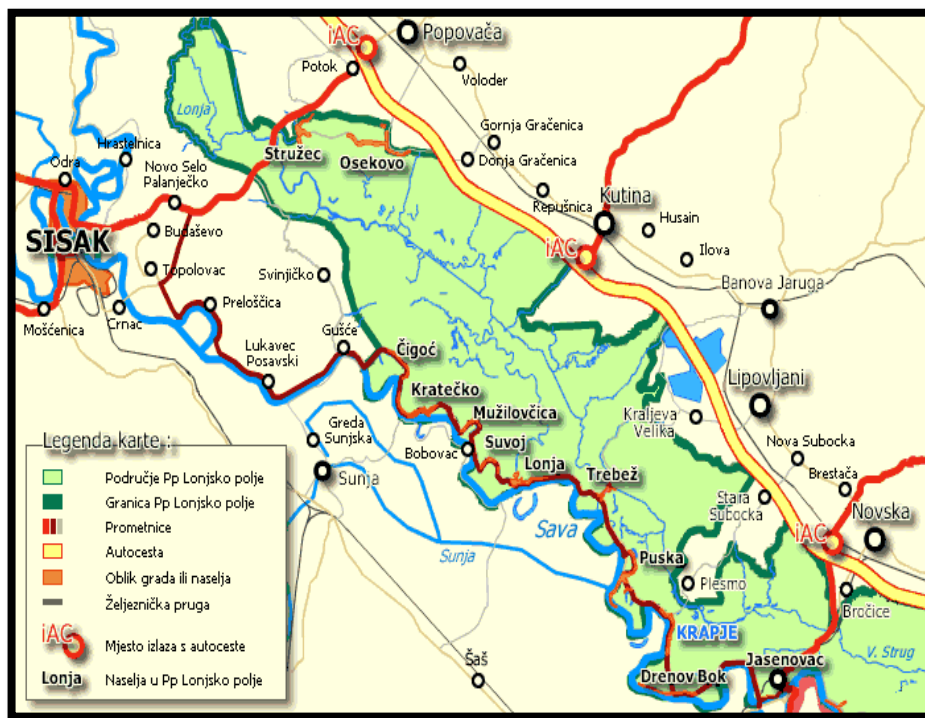 iAC
Popovača
Potok
Voloder
Lonja
Gornja Gračenica
Hrastelnica
Odra
Novo Selo
Palanječko
Stružec
Osekovo
Donja Gračenica
Repušnica
Kutina
Husain
SISAK
Budaševo
iAC
Ilova
Topolovac
Svinjičko
Banova Jaruga
Mošćenica
Crnac
Preloščica
Gušće
Lukavec
Posavski
Čigoć
Lipovljani
Kratečko
Kraljeva
Velika
Mužilovčica
Greda
Sunjska
Suvoj
Bobovac
Nova Subocka
Sunja
Lonja
Trebež
Brestača
Stara
Subocka
Sava
iAC
Novska
Sunja
Puska
Plesmo
Bročice
KRAPJE
V. Strug
Šaš
Drenov Bok
Jasenovac
Legenda karte :
Područje Pp Lonjsko polje
Granica Pp Lonjsko polje
Prometnice
Autocesta
Oblik grada ili naselja
Željeznička pruga
iAC Mjesto izlaza s autoceste
Lonja Naselja u Pp Lonjsko polje